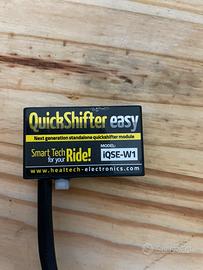 QuickShifter easy
Next generation standalone quickshifter module
Smart Tech for your Ride!
MODEL:
iQSE-W1
www.healtech-electronics.com
subito